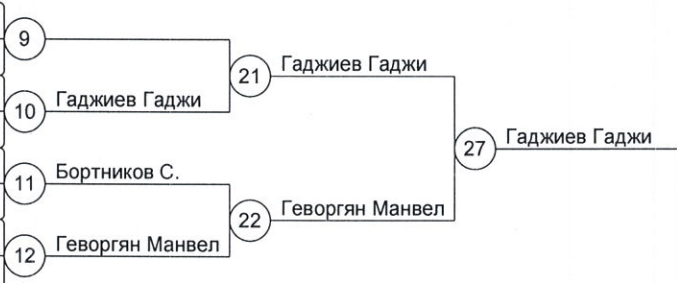 9
21
Гаджиев Гаджи
10
Гаджиев Гаджи
27
Гаджиев Гаджи
11
Бортников С.
22
Геворгян Манвел
12
Геворгян Манвел